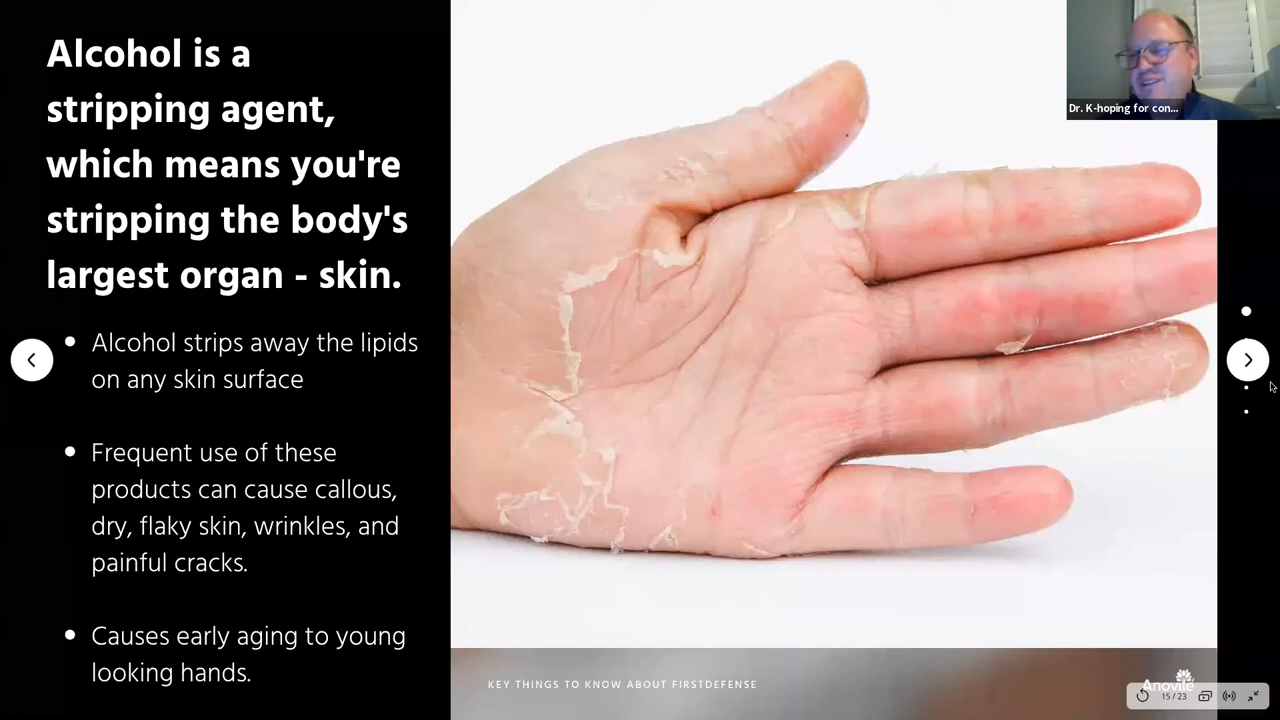 Alcohol is a
stripping agent,
which means you're
stripping the body's
largest organ - skin.
• Alcohol strips away the lipids
on any skin surface
• Frequent use of these
products can cause callous,
dry, flaky skin, wrinkles, and
painful cracks.
• Causes early aging to young
looking hands.
Dr. K-hoping for con...
KEY THINGS TO KNOW ABOUT FIRSTDEFENSE
Anovite
15 / 23